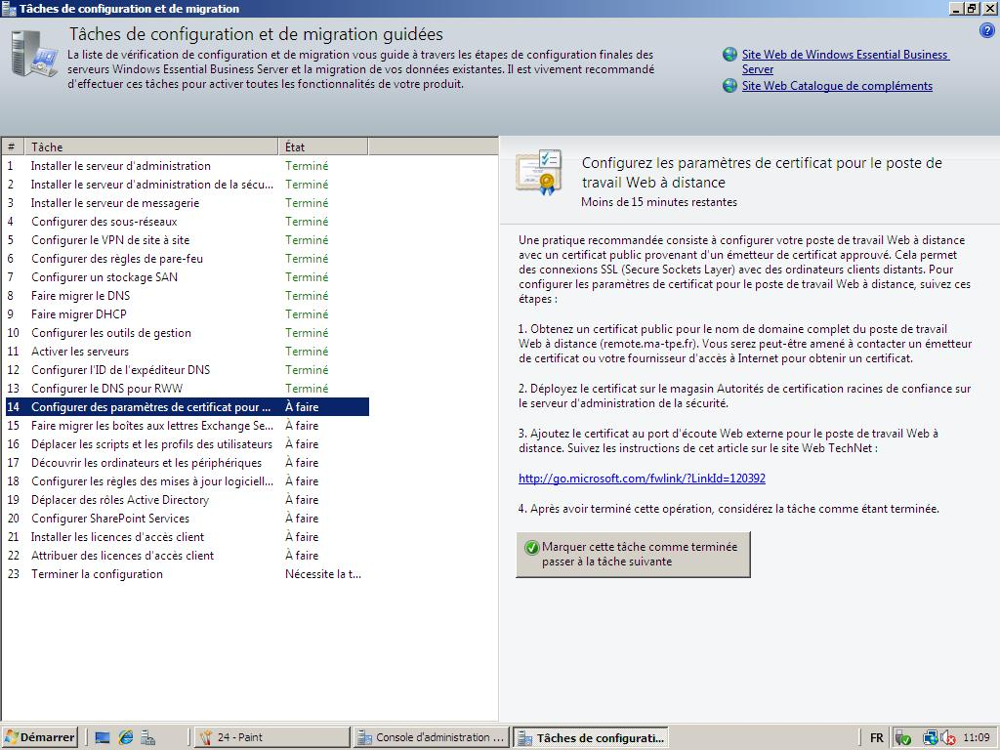 Tâches de configuration et de migration
Tâches de configuration et de migration guidées
La liste de vérification de configuration et de migration vous guide à travers les étapes de configuration finales des
serveurs Windows Essential Business Server et la migration de vos données existantes. Il est vivement recommandé
d'effectuer ces tâches pour activer toutes les fonctionnalités de votre produit.
Site Web de Windows Essential Business
Server
Site Web Catalogue de compléments
# Tâche État
1 Installer le serveur d'administration Terminé
2 Installer le serveur d'administration de la sécu... Terminé
3 Installer le serveur de messagerie Terminé
4 Configurer des sous-réseaux Terminé
5 Configurer le VPN de site à site Terminé
6 Configurer des règles de pare-feu Terminé
7 Configurer un stockage SAN Terminé
8 Faire migrer le DNS Terminé
9 Faire migrer DHCP Terminé
10 Configurer les outils de gestion Terminé
11 Activer les serveurs Terminé
12 Configurer l'ID de l'expéditeur DNS Terminé
13 Configurer le DNS pour RWW Terminé
14 Configurer des paramètres de certificat pour ... À faire
15 Faire migrer les boîtes aux lettres Exchange Se... À faire
16 Déplacer les scripts et les profils des utilisateurs À faire
17 Découvrir les ordinateurs et les périphériques À faire
18 Configurer les règles des mises à jour logiciell... À faire
19 Déplacer des rôles Active Directory À faire
20 Configurer SharePoint Services À faire
21 Installer les licences d'accès client À faire
22 Attribuer des licences d'accès client À faire
23 Terminer la configuration Nécessite la t...
Configurez les paramètres de certificat pour le poste de
travail Web à distance
Moins de 15 minutes restantes
Une pratique recommandée consiste à configurer votre poste de travail Web à distance
avec un certificat public provenant d'un émetteur de certificat approuvé. Cela permet
des connexions SSL (Secure Sockets Layer) avec des ordinateurs clients distants. Pour
configurer les paramètres de certificat pour le poste de travail Web à distance, suivez ces
étapes :
1. Obtenez un certificat public pour le nom de domaine complet du poste de travail
Web à distance (remote.ma-tpe.fr). Vous serez peut-être amené à contacter un émetteur
de certificat ou votre fournisseur d'accès à Internet pour obtenir un certificat.
2. Déployez le certificat sur le magasin Autorités de certification racines de confiance sur
le serveur d'administration de la sécurité.
3. Ajoutez le certificat au port d'écoute Web externe pour le poste de travail Web à
distance. Suivez les instructions de cet article sur le site Web TechNet :
http://go.microsoft.com/fwlink/?LinkId=120392
4. Après avoir terminé cette opération, considérez la tâche comme étant terminée.
Marquer cette tâche comme terminée
passer à la tâche suivante
Démarrer
24 - Paint
Console d'administration ...
Tâches de configurati...
FR
11:09